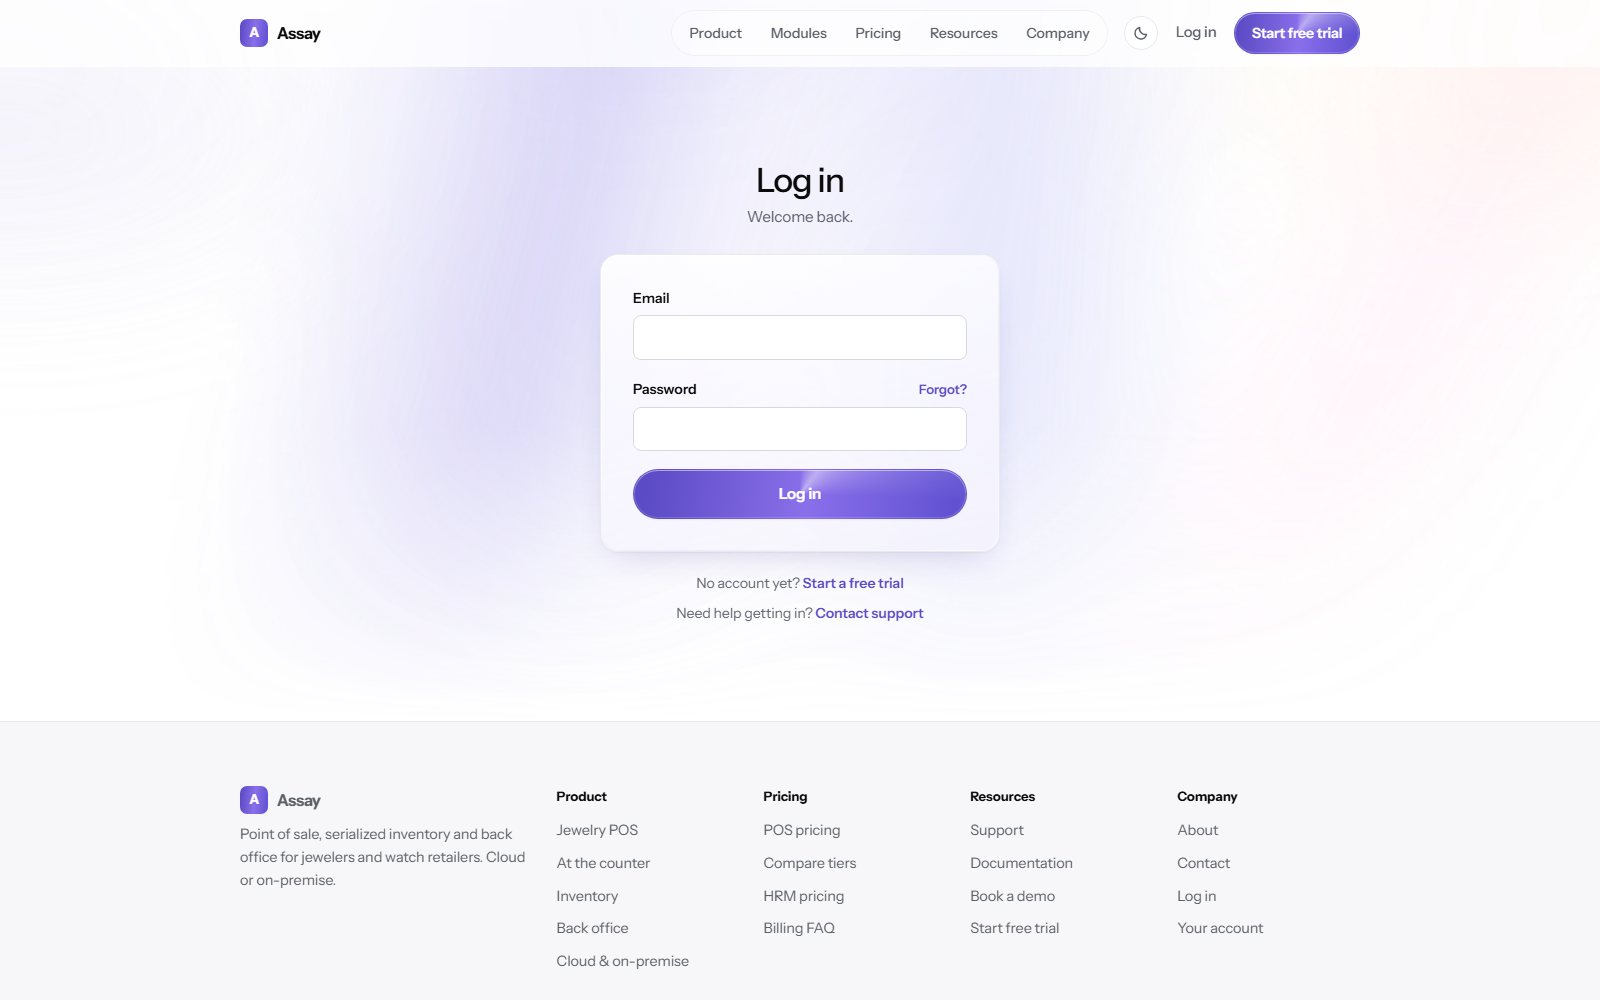 A Assay
Product Modules Pricing Resources Company Log in Start free trial
Log in
Welcome back.
Email
Password Forgot?
Log in
No account yet? Start a free trial
Need help getting in? Contact support
A Assay
Point of sale, serialized inventory and back
office for jewelers and watch retailers. Cloud
or on-premise.
Product
Jewelry POS
At the counter
Inventory
Back office
Cloud & on-premise
Pricing
POS pricing
Compare tiers
HRM pricing
Billing FAQ
Resources
Support
Documentation
Book a demo
Start free trial
Company
About
Contact
Log in
Your account